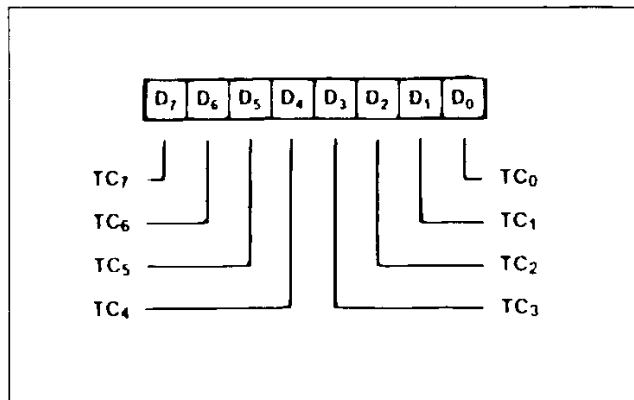 D7 D6 D5 D4 D3 D2 D1 D0
TC7 TC0
TC6 TC1
TC5 TC2
TC4 TC3